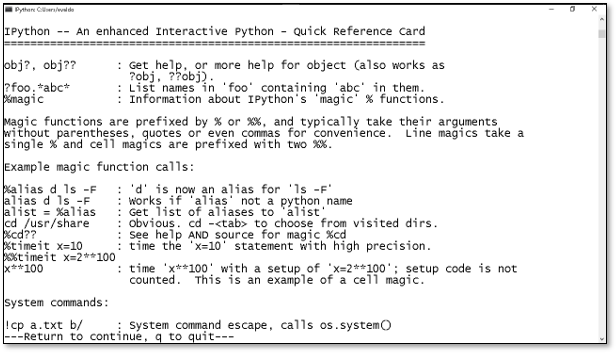 IPython: C:\Users\waldo
IPython -- An enhanced Interactive Python - Quick Reference Card
================================================================
obj?, obj?? : Get help, or more help for object (also works as
?obj, ??obj).
?foo.*abc* : List names in 'foo' containing 'abc' in them.
%magic : Information about IPython's 'magic' % functions.
Magic functions are prefixed by % or %%, and typically take their arguments
without parentheses, quotes or even commas for convenience. Line magics take a
single % and cell magics are prefixed with two %%.
Example magic function calls:
%alias d ls -F : 'd' is now an alias for 'ls -F'
alias d ls -F : Works if 'alias' not a python name
alist = %alias : Get list of aliases to 'alist'
cd /usr/share : Obvious. cd -<tab> to choose from visited dirs.
%cd?? : See help AND source for magic %cd
%timeit x=10 : time the 'x=10' statement with high precision.
%%timeit x=2**100
x**100 : time 'x**100' with a setup of 'x=2**100'; setup code is not
counted. This is an example of a cell magic.
System commands:
!cp a.txt b/ : System command escape, calls os.system()
---Return to continue, q to quit---